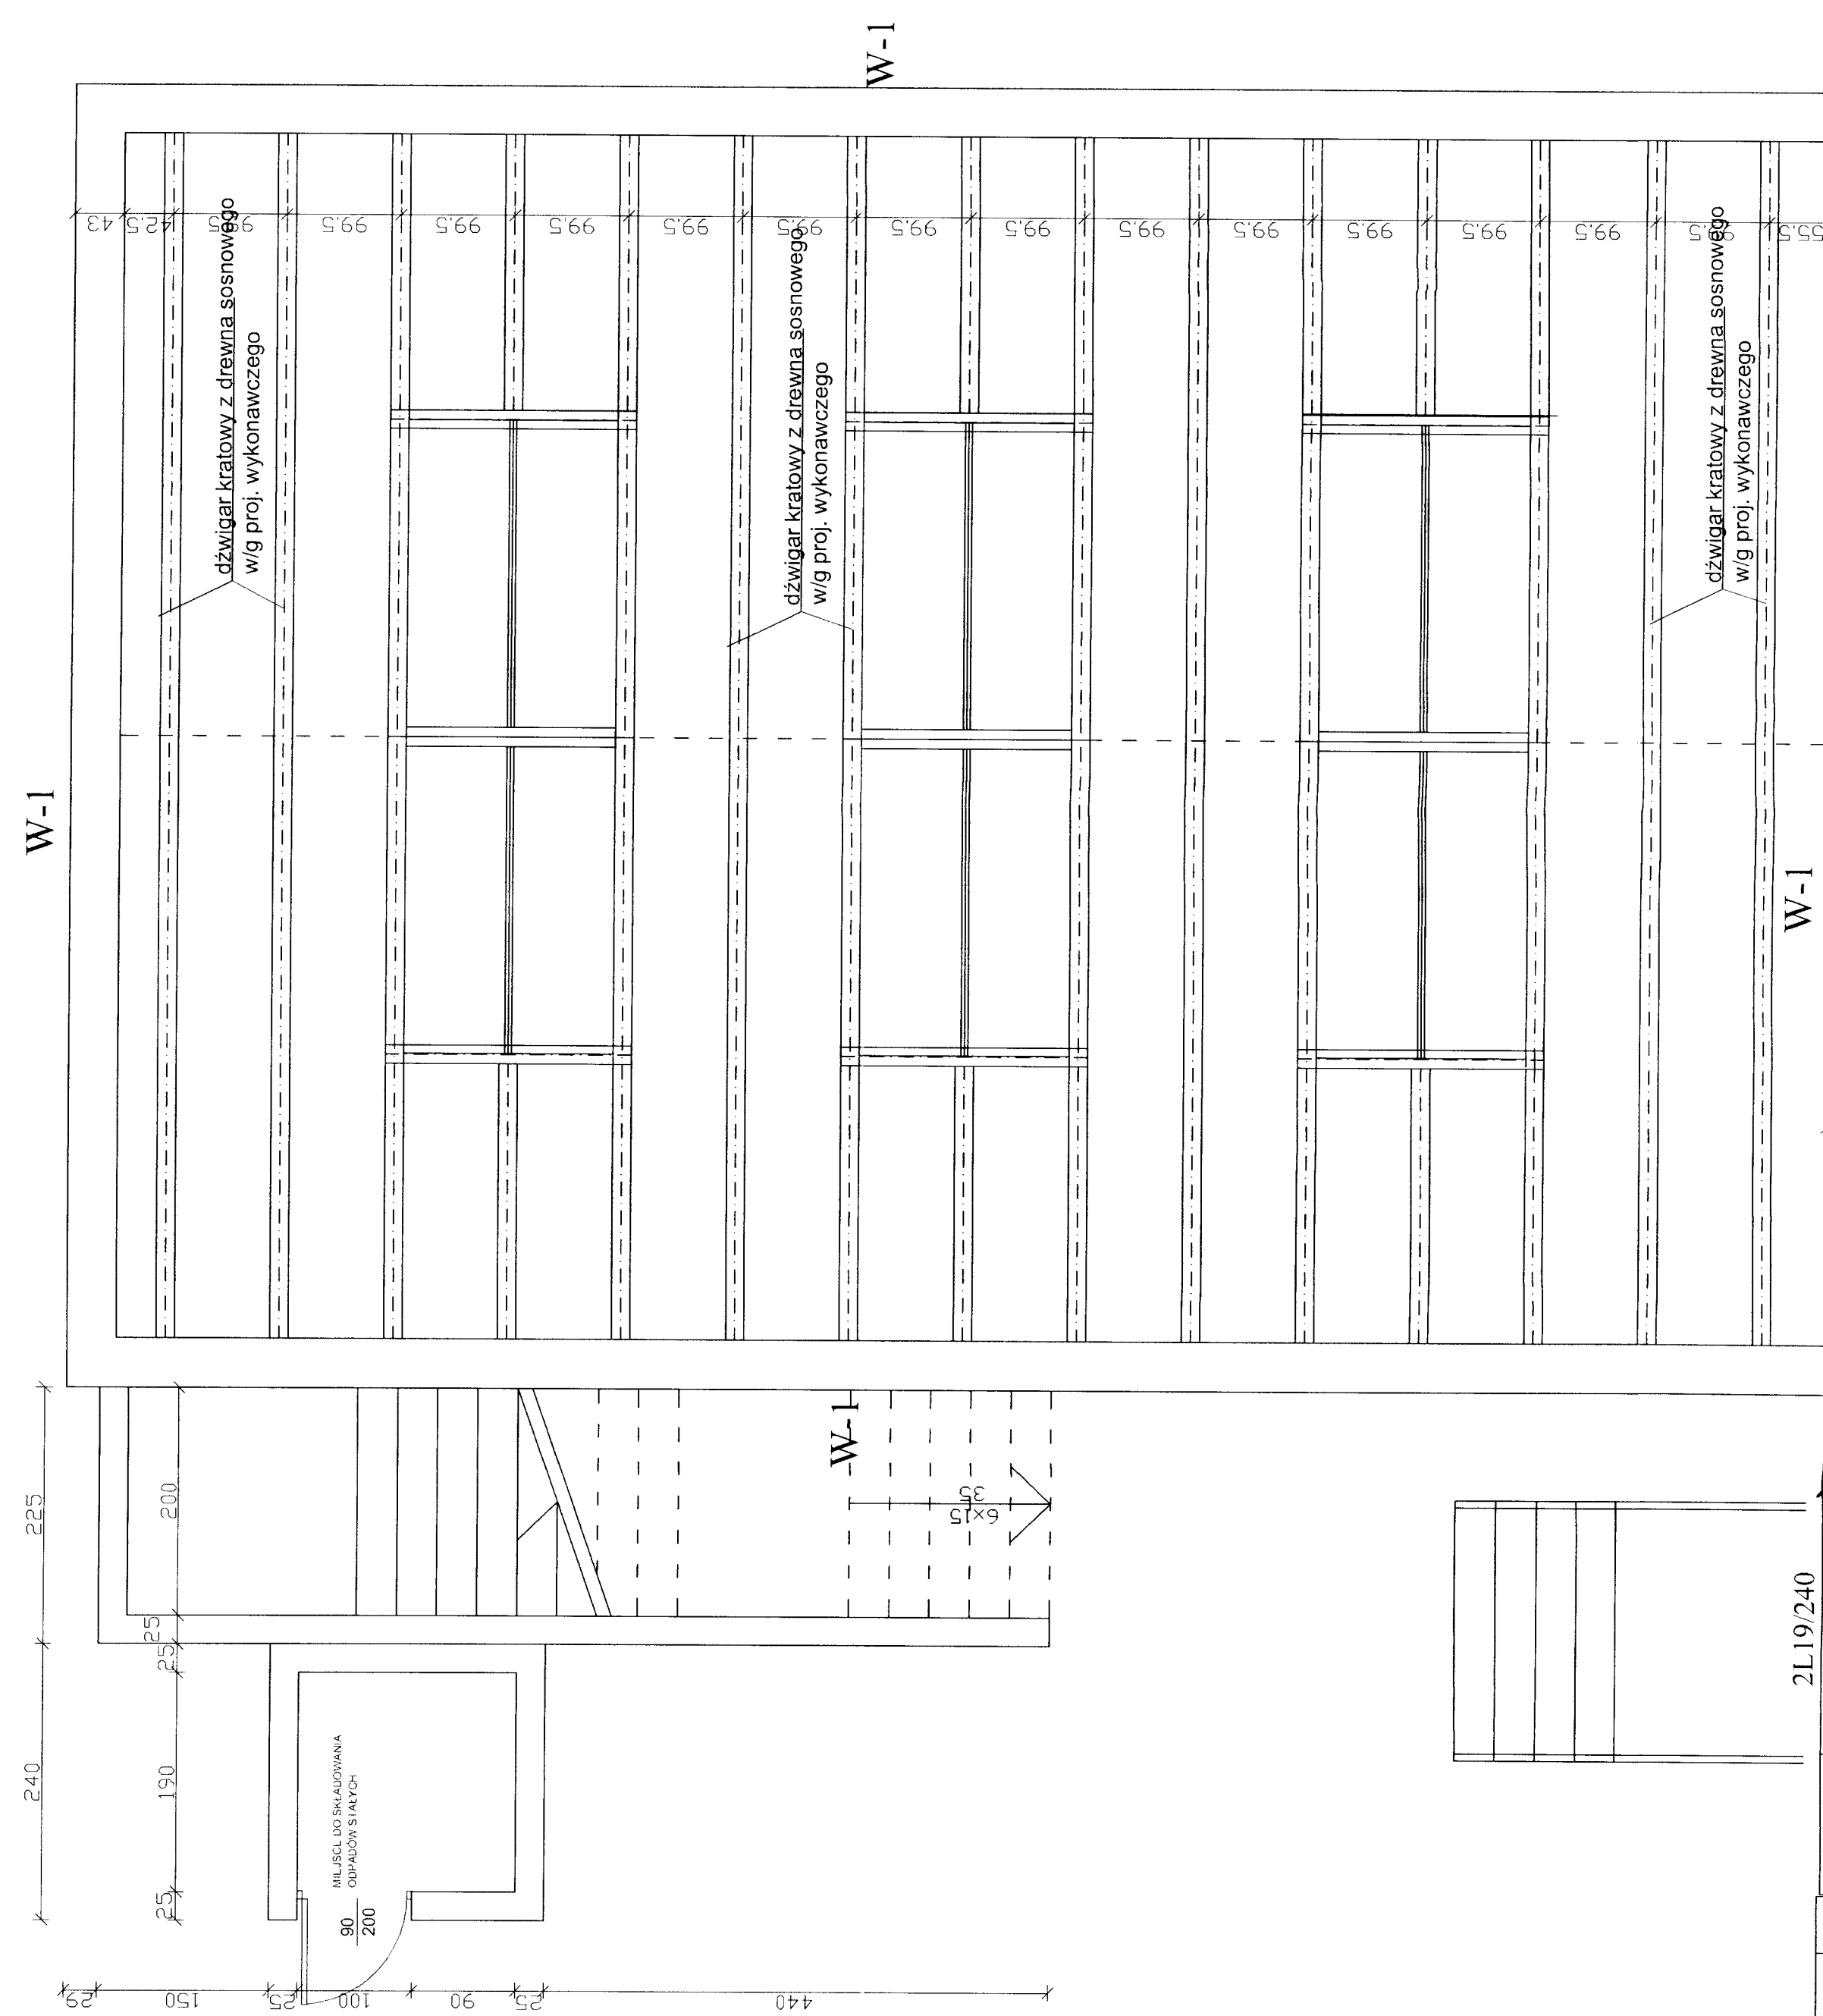 W-1
43
42.5
99.5
99.5
99.5
99.5
99.5
99.5
99.5
99.5
99.5
99.5
99.5
99.5
99.5
99.5
dźwigar kratowy z drewna sosnowego
w/g proj. wykonawczego
dźwigar kratowy z drewna sosnowego
w/g proj. wykonawczego
dźwigar kratowy z drewna sosnowego
w/g proj. wykonawczego
W-1
W-1
W-1
225
200
25
25
6x15
35
240
190
25
MIEJSCE DO SKŁADOWANIA
ODPADÓW STAŁYCH
90
200
2L19/240
29
150
25
100
90
25
440